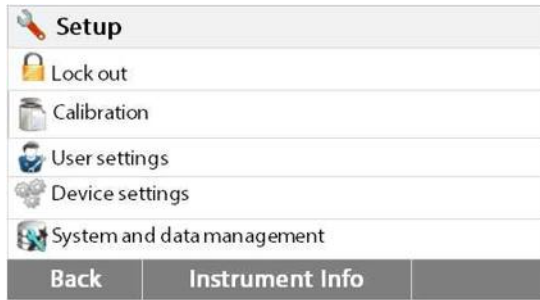 Setup
Lock out
Calibration
User settings
Device settings
System and data management
Back Instrument Info